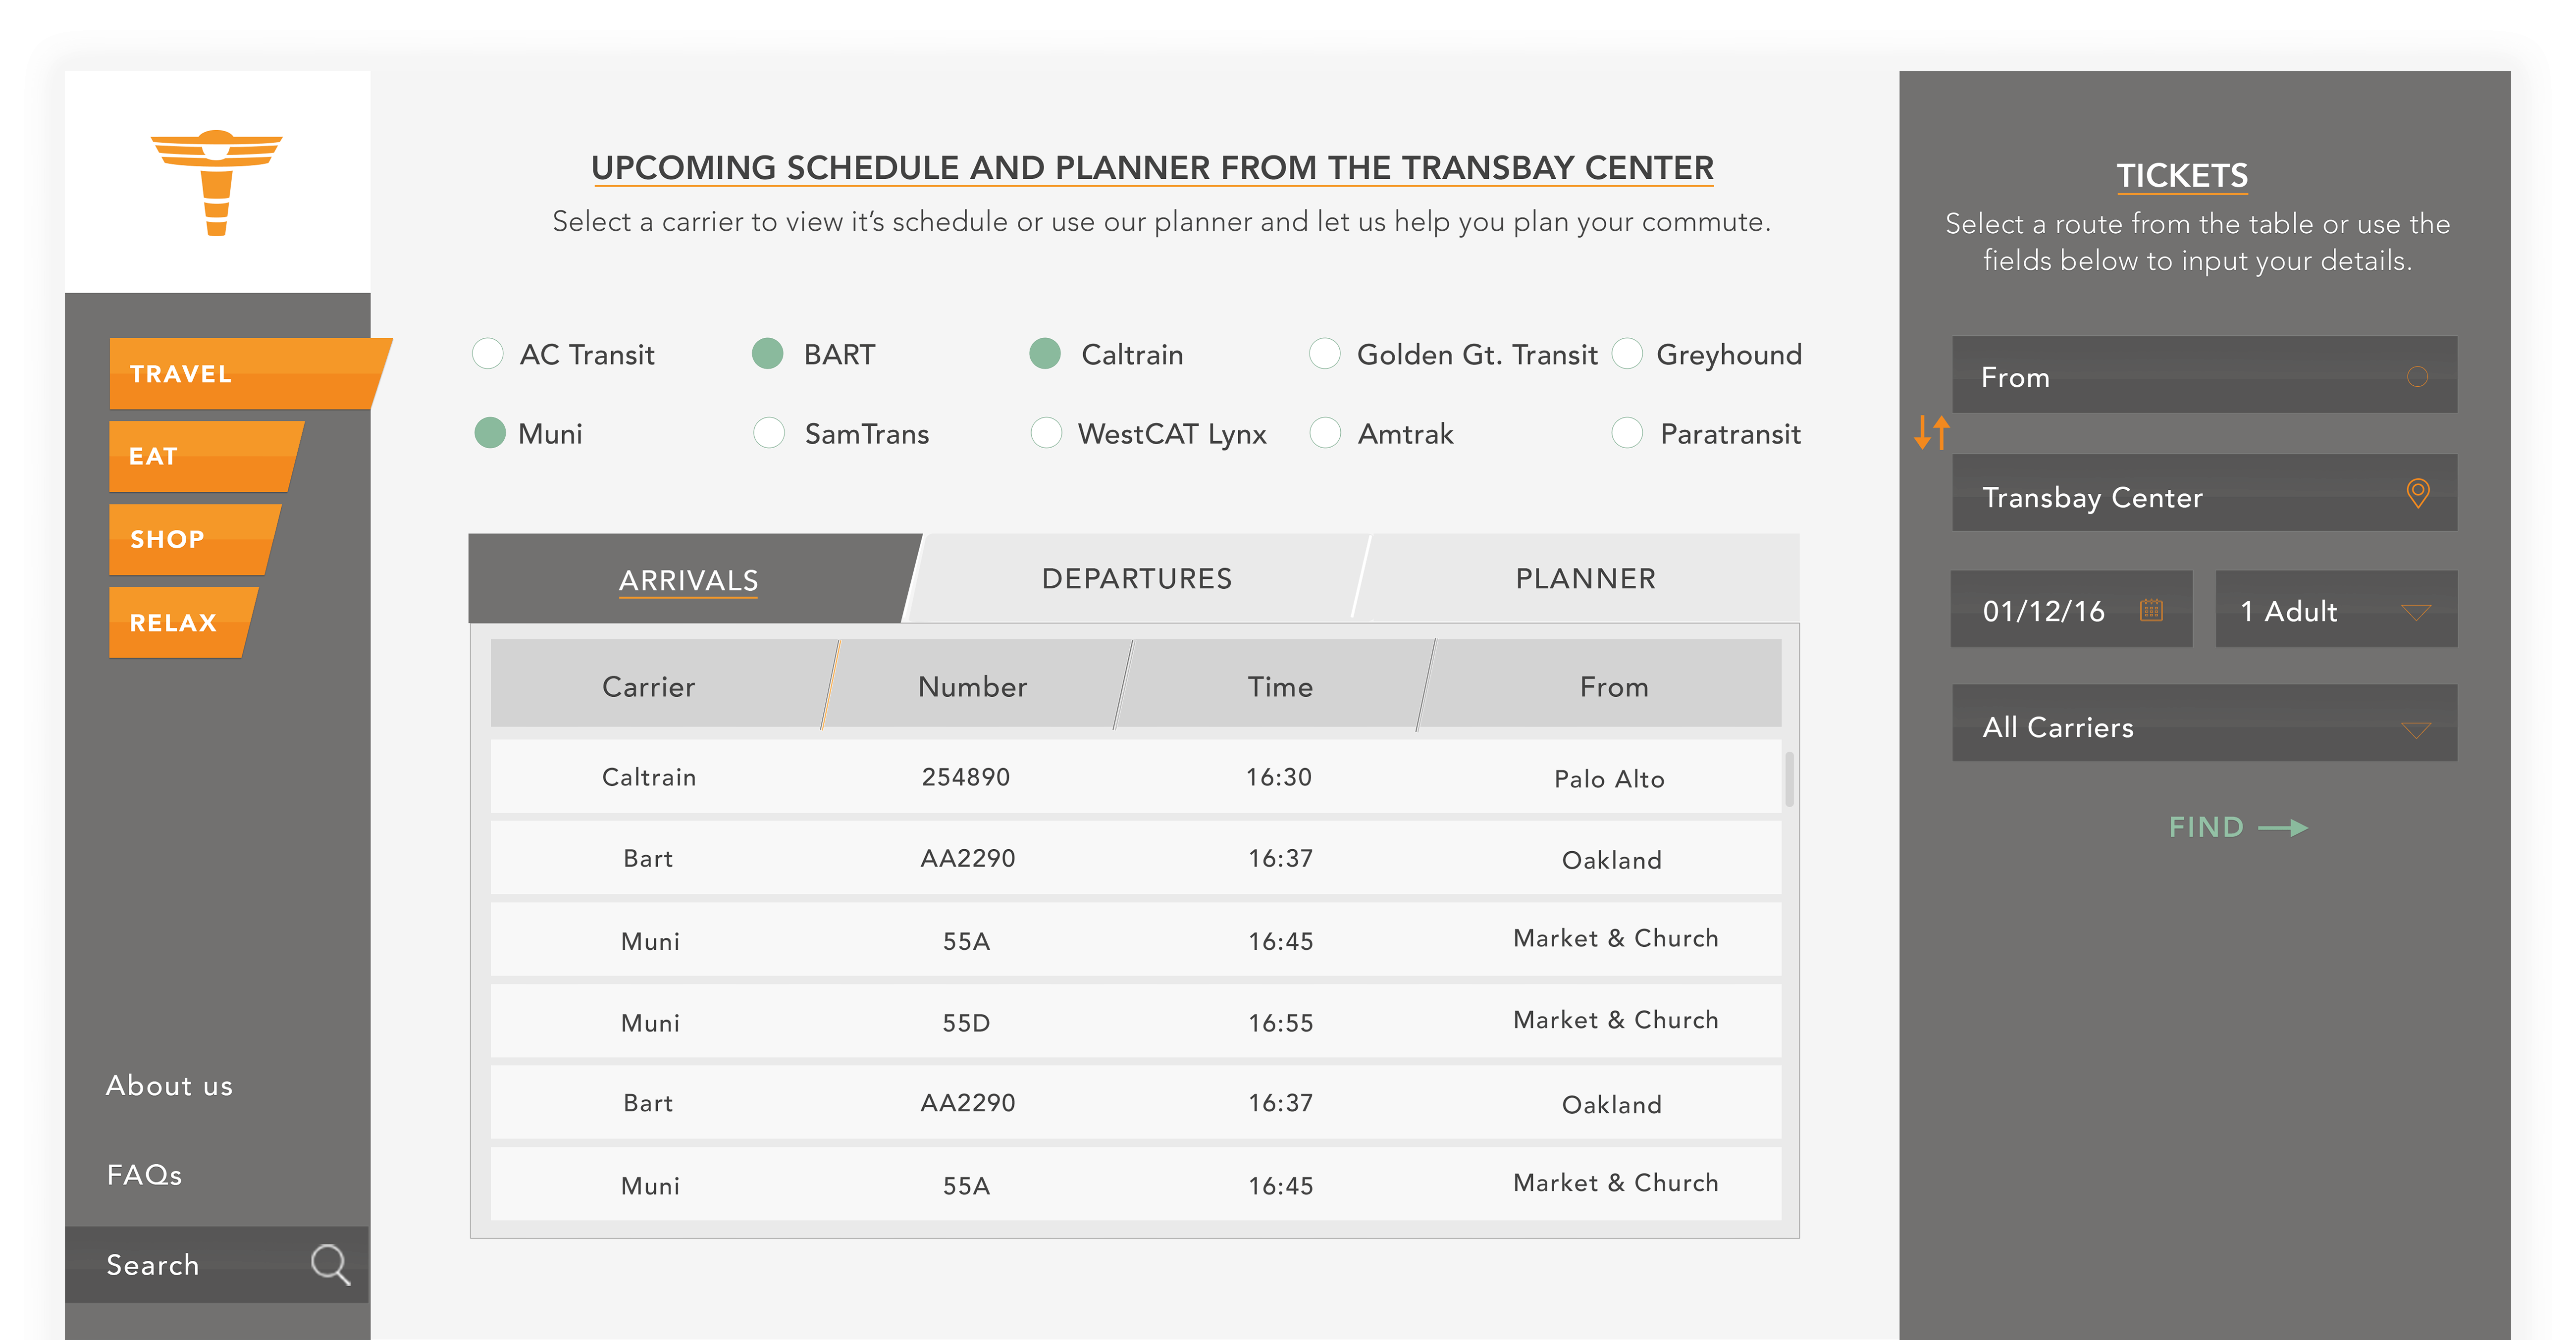 UPCOMING SCHEDULE AND PLANNER FROM THE TRANSBAY CENTER
Select a carrier to view it’s schedule or use our planner and let us help you plan your commute.
TRAVEL
EAT
SHOP
RELAX
About us
FAQs
Search
AC Transit BART Caltrain Golden Gt. Transit Greyhound
Muni SamTrans WestCAT Lynx Amtrak Paratransit
ARRIVALS DEPARTURES PLANNER
Carrier Number Time From
Caltrain 254890 16:30 Palo Alto
Bart AA2290 16:37 Oakland
Muni 55A 16:45 Market & Church
Muni 55D 16:55 Market & Church
Bart AA2290 16:37 Oakland
Muni 55A 16:45 Market & Church
TICKETS
Select a route from the table or use the
fields below to input your details.
From
Transbay Center
01/12/16 1 Adult
All Carriers
FIND